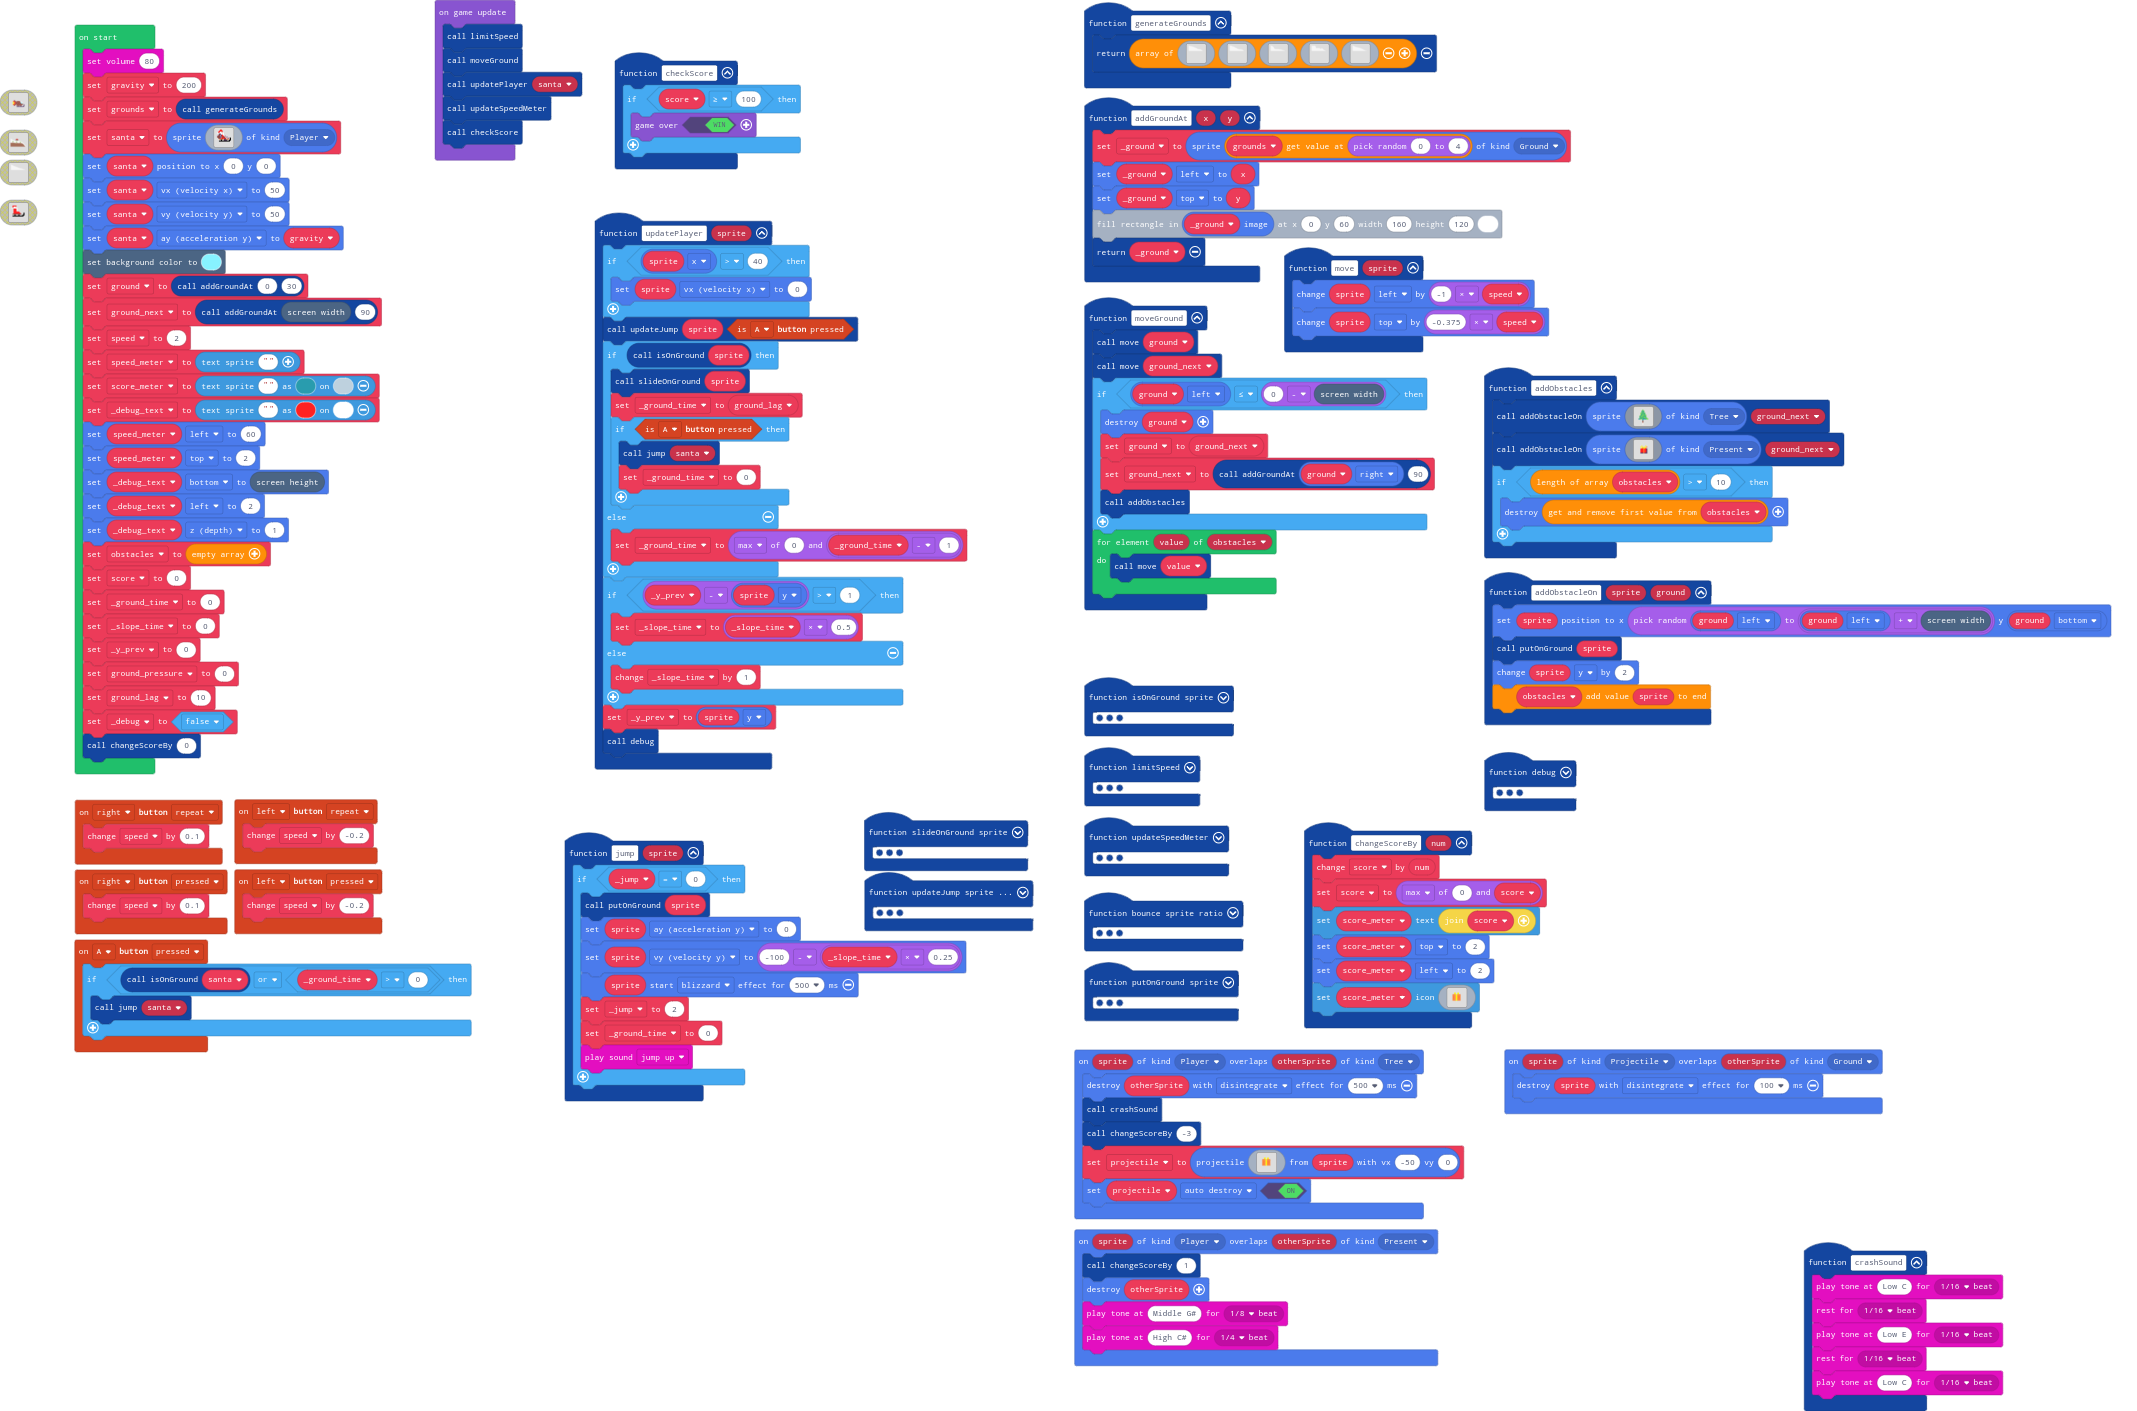 on start
set volume 80
set gravity to 200
set grounds to call generateGrounds
set santa to sprite of kind Player
set santa position to x 0 y 0
set santa vx (velocity x) to 50
set santa vy (velocity y) to 50
set santa ay (acceleration y) to gravity
set background color to
set ground to call addGroundAt 0 30
set ground_next to call addGroundAt screen width 90
set speed to 2
set speed_meter to text sprite " "
set score_meter to text sprite " " as on
set _debug_text to text sprite " " as on
set speed_meter left to 60
set speed_meter top to 2
set _debug_text bottom to screen height
set _debug_text left to 2
set _debug_text z (depth) to 1
set obstacles to empty array
set score to 0
set _ground_time to 0
set _slope_time to 0
set _y_prev to 0
set ground_pressure to 0
set ground_lag to 10
set _debug to false
call changeScoreBy 0
on right button repeat
change speed by 0.1
on left button repeat
change speed by -0.2
on right button pressed
change speed by 0.1
on left button pressed
change speed by -0.2
on A button pressed
if call isOnGround santa or _ground_time > 0 then
call jump santa
on game update
call limitSpeed
call moveGround
call updatePlayer santa
call updateSpeedMeter
call checkScore
function checkScore
if score ≥ 100 then
game over WIN
function updatePlayer sprite
if sprite x > 40 then
set sprite vx (velocity x) to 0
call updateJump sprite is A button pressed
if call isOnGround sprite then
call slideOnGround sprite
set _ground_time to ground_lag
if is A button pressed then
call jump santa
set _ground_time to 0
else
set _ground_time to max of 0 and _ground_time - 1
if _y_prev - sprite y > 1 then
set _slope_time to _slope_time × 0.5
else
change _slope_time by 1
set _y_prev to sprite y
call debug
function jump sprite
if _jump = 0 then
call putOnGround sprite
set sprite ay (acceleration y) to 0
set sprite vy (velocity y) to -100 - _slope_time × 0.25
sprite start blizzard effect for 500 ms
set _jump to 2
set _ground_time to 0
play sound jump up
function slideOnGround sprite
function updateJump sprite ...
function generateGrounds
return array of
function addGroundAt x y
set _ground to sprite grounds get value at pick random 0 to 4 of kind Ground
set _ground left to x
set _ground top to y
fill rectangle in _ground image at x 0 y 60 width 160 height 120
return _ground
function move sprite
change sprite left by -1 × speed
change sprite top by -0.375 × speed
function moveGround
call move ground
call move ground_next
if ground left ≤ 0 - screen width then
destroy ground
set ground to ground_next
set ground_next to call addGroundAt ground right 90
call addObstacles
for element value of obstacles
do call move value
function addObstacles
call addObstacleOn sprite of kind Tree ground_next
call addObstacleOn sprite of kind Present ground_next
if length of array obstacles > 10 then
destroy get and remove first value from obstacles
function addObstacleOn sprite ground
set sprite position to x pick random ground left to ground left + screen width y ground bottom
call putOnGround sprite
change sprite y by 2
obstacles add value sprite to end
function isOnGround sprite
function limitSpeed
function updateSpeedMeter
function bounce sprite ratio
function putOnGround sprite
function debug
function changeScoreBy num
change score by num
set score to max of 0 and score
set score_meter text join score
set score_meter top to 2
set score_meter left to 2
set score_meter icon
on sprite of kind Player overlaps otherSprite of kind Tree
destroy otherSprite with disintegrate effect for 500 ms
call crashSound
call changeScoreBy -3
set projectile to projectile from sprite with vx -50 vy 0
set projectile auto destroy ON
on sprite of kind Projectile overlaps otherSprite of kind Ground
destroy sprite with disintegrate effect for 100 ms
on sprite of kind Player overlaps otherSprite of kind Present
call changeScoreBy 1
destroy otherSprite
play tone at Middle G# for 1/8 beat
play tone at High C# for 1/4 beat
function crashSound
play tone at Low C for 1/16 beat
rest for 1/16 beat
play tone at Low E for 1/16 beat
rest for 1/16 beat
play tone at Low C for 1/16 beat